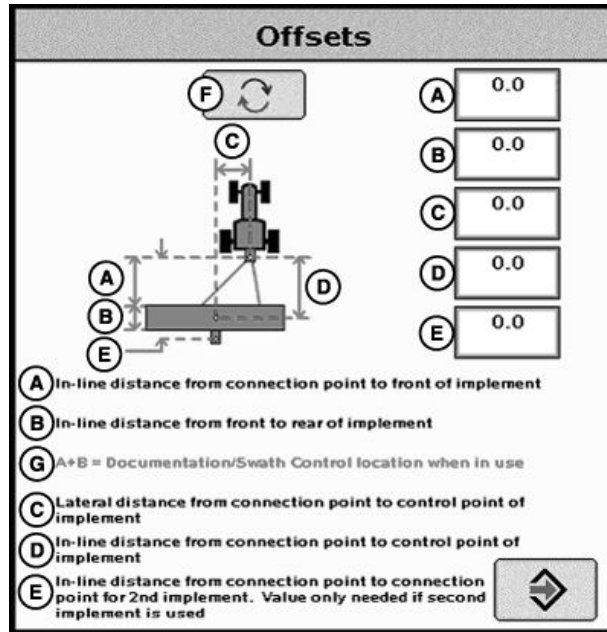 Offsets
F
C
A
B
E
D
A 0.0
B 0.0
C 0.0
D 0.0
E 0.0
A In-line distance from connection point to front of implement
B In-line distance from front to rear of implement
G A+B = Documentation/Swath Control location when in use
C Lateral distance from connection point to control point of
implement
D In-line distance from connection point to control point of
implement
E In-line distance from connection point to connection
point for 2nd implement. Value only needed if second
implement is used